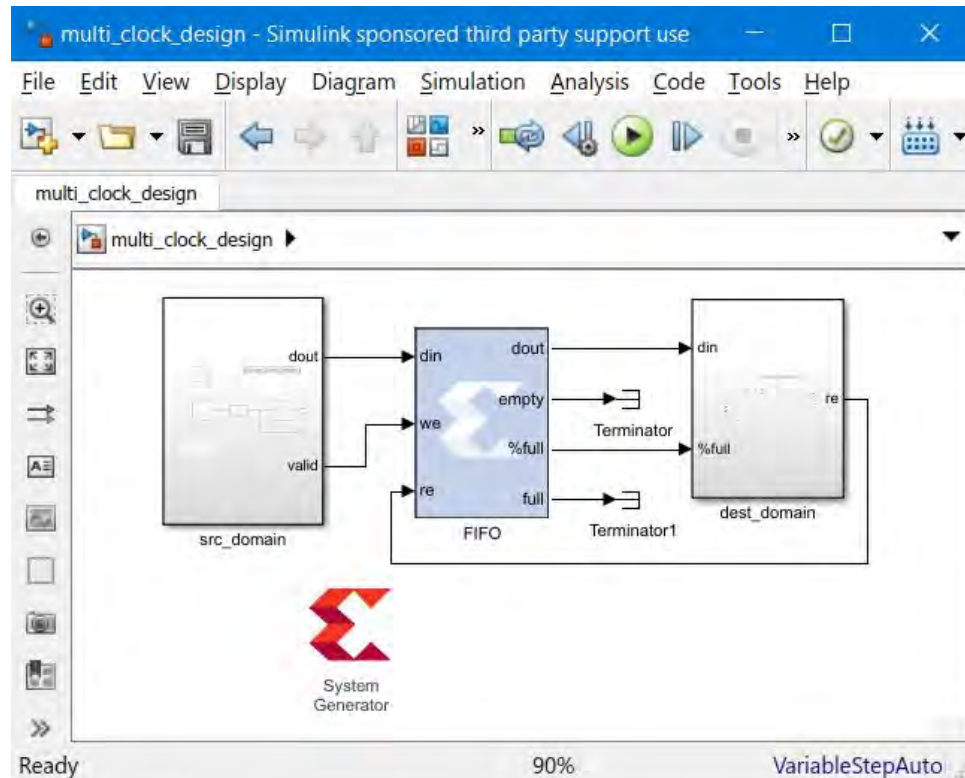 multi_clock_design - Simulink sponsored third party support use
File Edit View Display Diagram Simulation Analysis Code Tools Help
» »
multi_clock_design
multi_clock_design
dout
valid
src_domain
din
we
re
dout
empty
%full
full
FIFO
Terminator
Terminator1
din
%full
re
dest_domain
System
Generator
»
Ready 90% VariableStepAuto